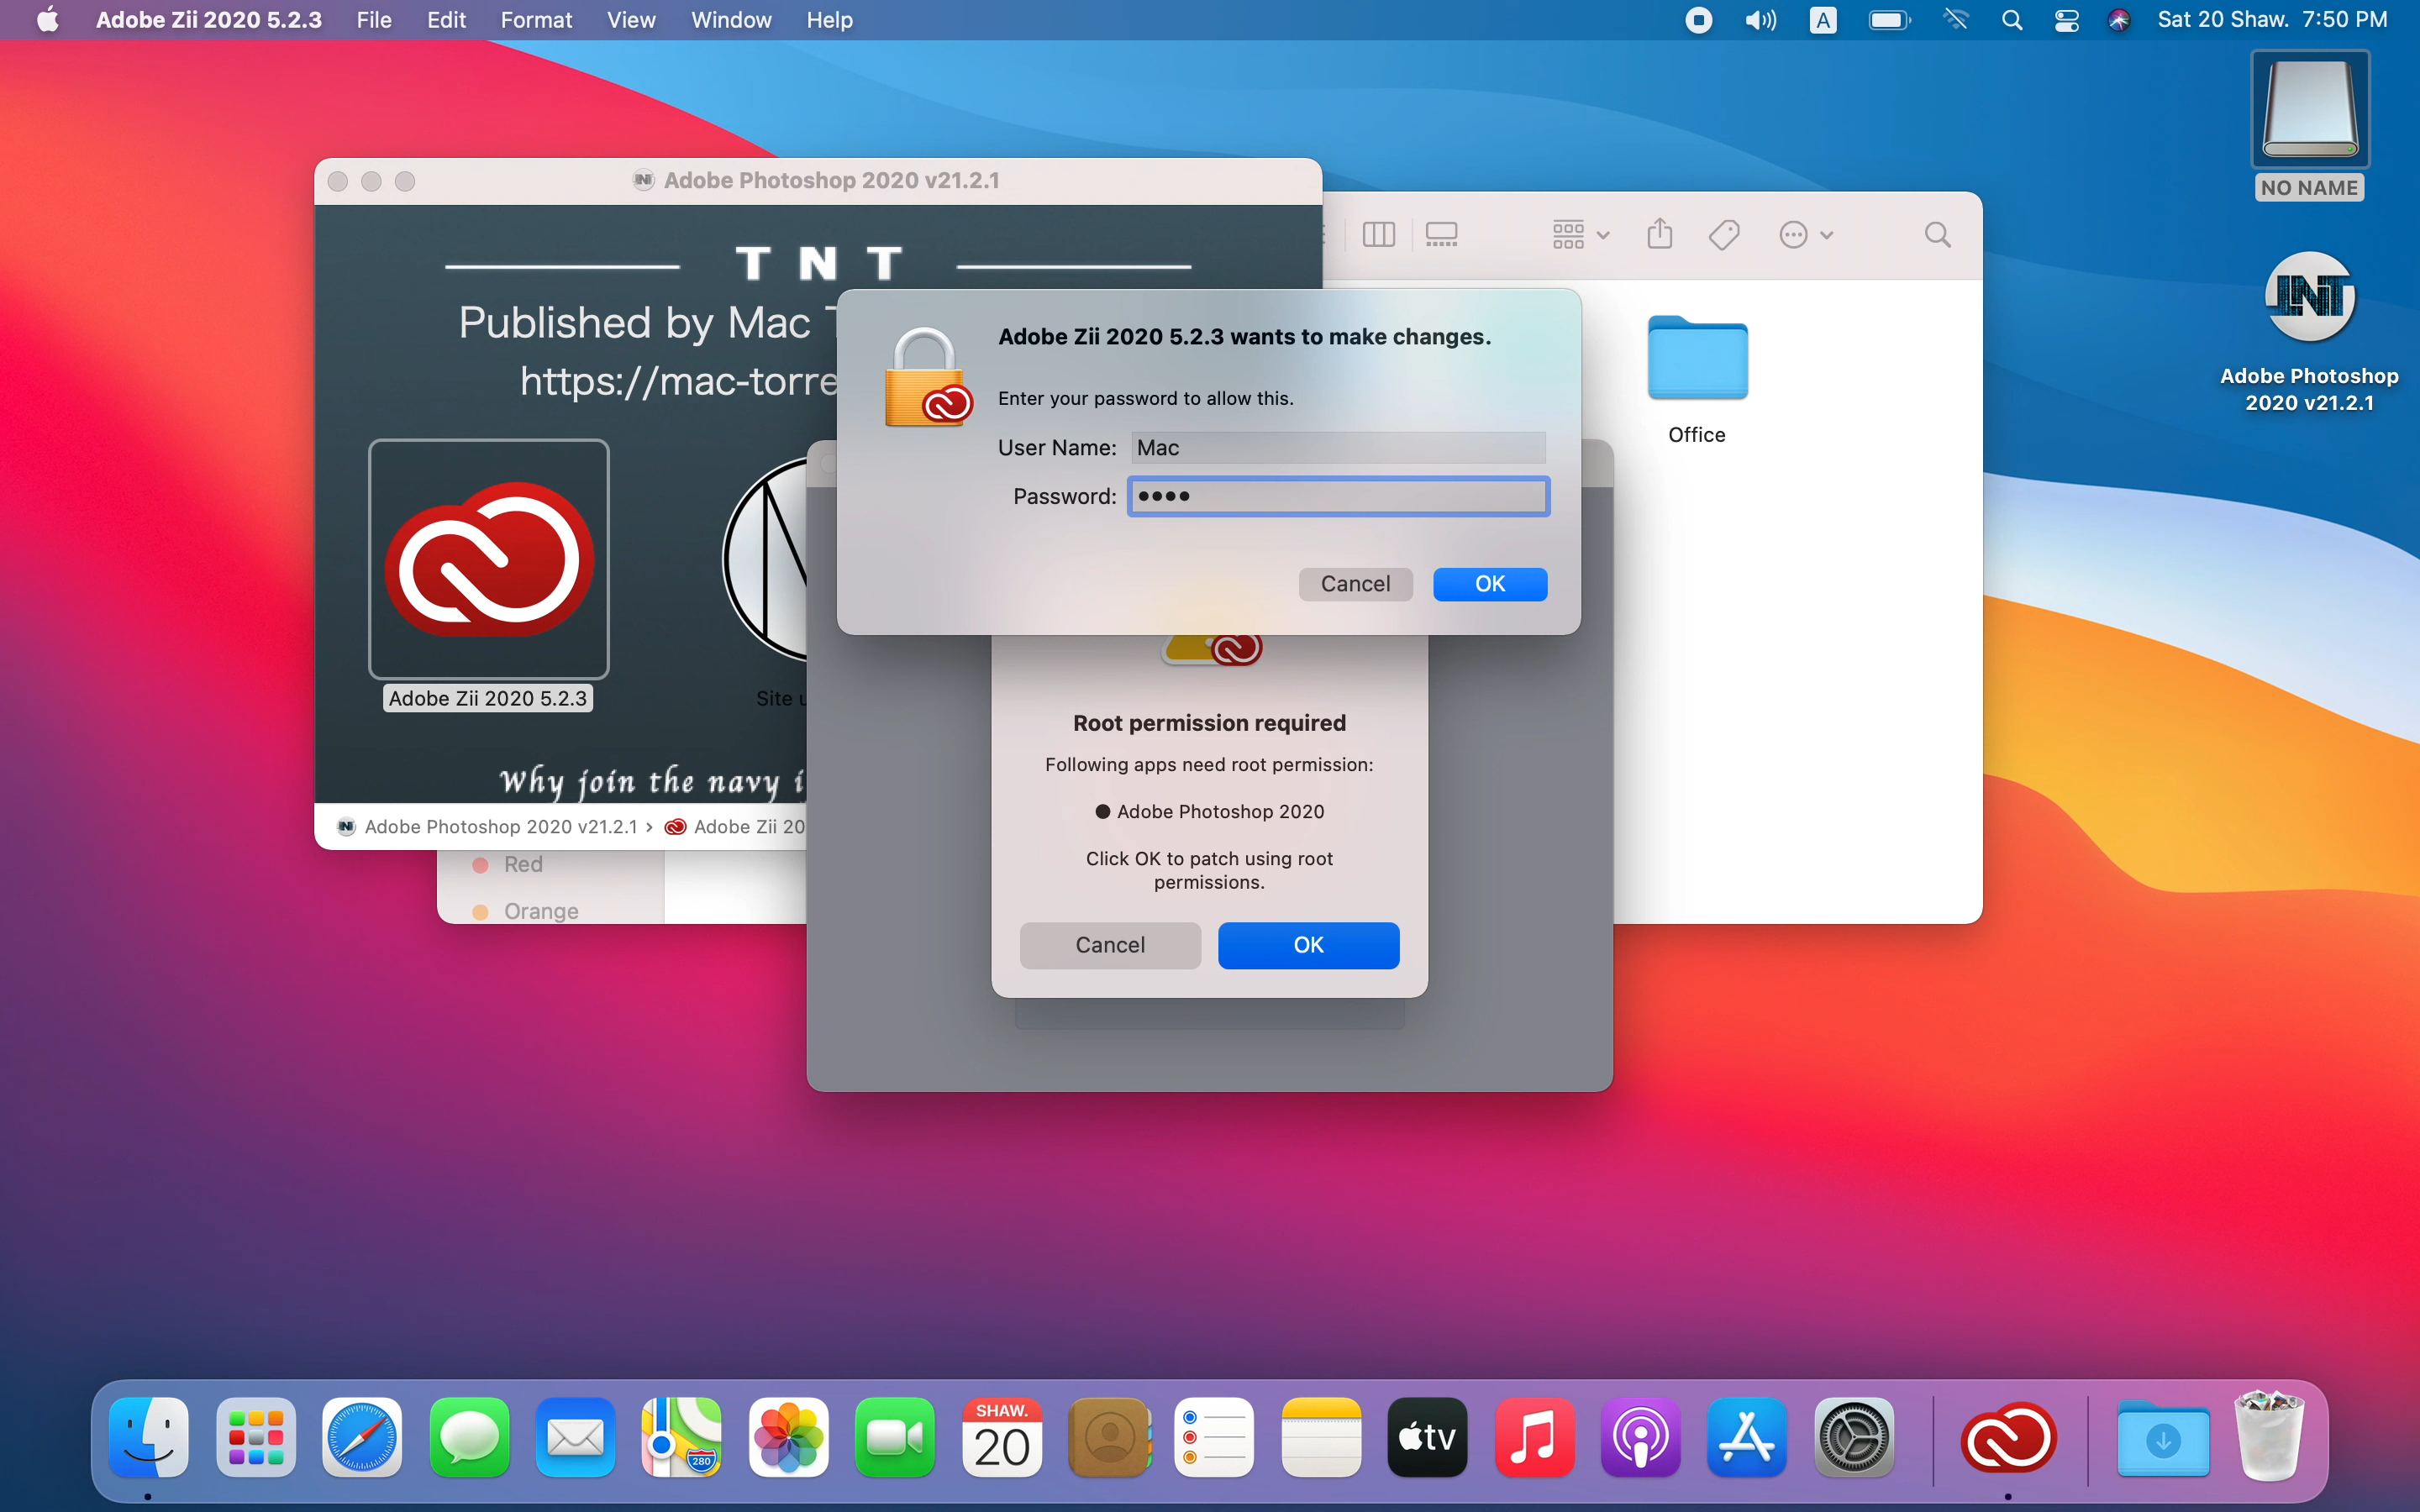 Adobe Zii 2020 5.2.3 File Edit Format View Window Help
A
Sat 20 Shaw. 7:50 PM
NO NAME
Adobe Photoshop 2020 v21.2.1
TNT
Published by Mac
https://mac-torre
Adobe Zii 2020 5.2.3
Site
Why join the navy i
Adobe Photoshop 2020 v21.2.1 › Adobe Zii 20
Red
Orange
Adobe Zii 2020 5.2.3 wants to make changes.
Enter your password to allow this.
User Name: Mac
Password: ••••
Cancel OK
Root permission required
Following apps need root permission:
● Adobe Photoshop 2020
Click OK to patch using root
permissions.
Cancel OK
Office
TNT
Adobe Photoshop
2020 v21.2.1
280
SHAW.
20
tv